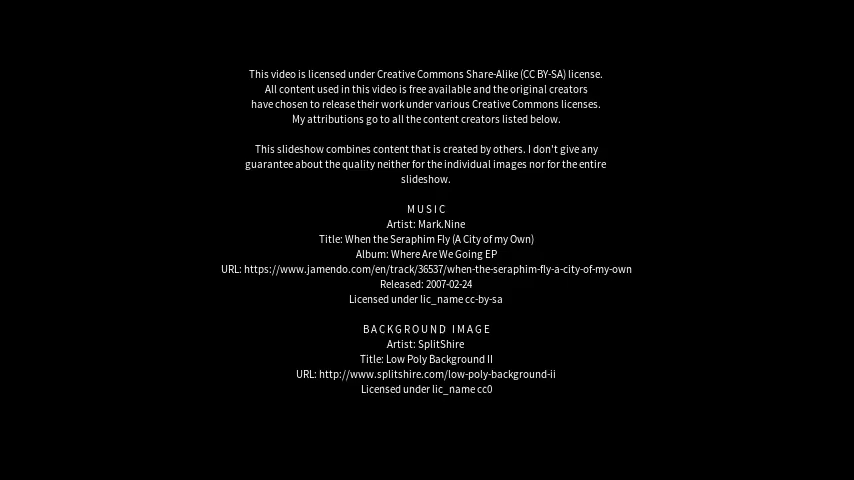 This video is licensed under Creative Commons Share-Alike (CC BY-SA) license.
All content used in this video is free available and the original creators
have chosen to release their work under various Creative Commons licenses.
My attributions go to all the content creators listed below.
This slideshow combines content that is created by others. I don't give any
guarantee about the quality neither for the individual images nor for the entire
slideshow.
MUSIC
Artist: Mark.Nine
Title: When the Seraphim Fly (A City of my Own)
Album: Where Are We Going EP
URL: https://www.jamendo.com/en/track/36537/when-the-seraphim-fly-a-city-of-my-own
Released: 2007-02-24
Licensed under lic_name cc-by-sa
BACKGROUND IMAGE
Artist: SplitShire
Title: Low Poly Background II
URL: http://www.splitshire.com/low-poly-background-ii
Licensed under lic_name cc0